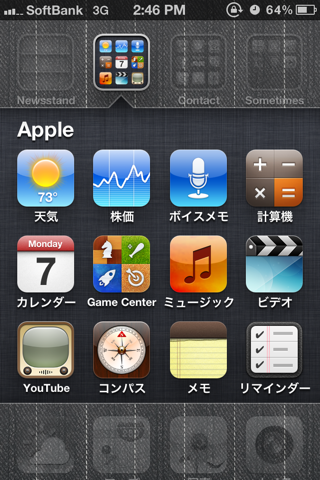 SoftBank 3G 2:46 PM 64%
Newsstand Contact Sometimes
Apple
73°
天気 株価 ボイスメモ 計算機
Monday
7
カレンダー Game Center ミュージック ビデオ
YouTube コンパス メモ リマインダー